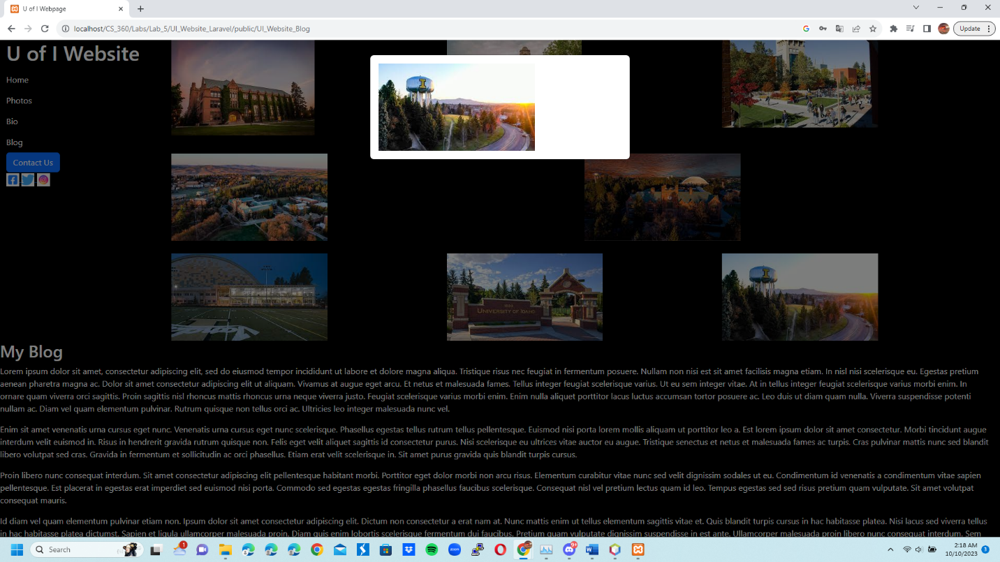 U of I Webpage
localhost/CS_360/Labs/Lab_5/UI_Website_Laravel/public/UI_Website_Blog
Update
U of I Website
Home
Photos
Bio
Blog
Contact Us
I
UNIVERSITY OF IDAHO
I
My Blog
Lorem ipsum dolor sit amet, consectetur adipiscing elit, sed do eiusmod tempor incididunt ut labore et dolore magna aliqua. Tristique risus nec feugiat in fermentum posuere. Nullam non nisi est sit amet facilisis magna etiam. In nisl nisi scelerisque eu. Egestas pretium
aenean pharetra magna ac. Dolor sit amet consectetur adipiscing elit ut aliquam. Vivamus at augue eget arcu. Et netus et malesuada fames. Tellus integer feugiat scelerisque varius. Ut eu sem integer vitae. At in tellus integer feugiat scelerisque varius morbi enim. In
ornare quam viverra orci sagittis. Proin sagittis nisl rhoncus mattis rhoncus urna neque viverra justo. Feugiat scelerisque varius morbi enim. Enim nulla aliquet porttitor lacus luctus accumsan tortor posuere ac. Leo duis ut diam quam nulla. Viverra suspendisse potenti
nullam ac. Diam vel quam elementum pulvinar. Rutrum quisque non tellus orci ac. Ultricies leo integer malesuada nunc vel.
Enim sit amet venenatis urna cursus eget nunc. Venenatis urna cursus eget nunc scelerisque. Phasellus egestas tellus rutrum tellus pellentesque. Euismod nisi porta lorem mollis aliquam ut porttitor leo a. Est lorem ipsum dolor sit amet consectetur. Morbi tincidunt augue
interdum velit euismod in. Risus in hendrerit gravida rutrum quisque non. Felis eget velit aliquet sagittis id consectetur purus. Nisi scelerisque eu ultrices vitae auctor eu augue. Tristique senectus et netus et malesuada fames ac turpis. Cras pulvinar mattis nunc sed blandit
libero volutpat sed cras. Gravida in fermentum et sollicitudin ac orci phasellus. Etiam erat velit scelerisque in. Sit amet purus gravida quis blandit turpis cursus.
Proin libero nunc consequat interdum. Sit amet consectetur adipiscing elit pellentesque habitant morbi. Porttitor eget dolor morbi non arcu risus. Elementum curabitur vitae nunc sed velit dignissim sodales ut eu. Condimentum id venenatis a condimentum vitae sapien
pellentesque. Est placerat in egestas erat imperdiet sed euismod nisi porta. Commodo sed egestas egestas fringilla phasellus faucibus scelerisque. Consequat nisl vel pretium lectus quam id leo. Tempus egestas sed sed risus pretium quam vulputate. Sit amet volutpat
consequat mauris.
Id diam vel quam elementum pulvinar etiam non. Ipsum dolor sit amet consectetur adipiscing elit. Dictum non consectetur a erat nam at. Nunc mattis enim ut tellus elementum sagittis vitae et. Quis blandit turpis cursus in hac habitasse platea. Nisi lacus sed viverra tellus
in hac habitasse platea dictumst. Sapien et ligula ullamcorper malesuada proin. Diam quis enim lobortis scelerisque fermentum dui faucibus. Pretium quam vulputate dignissim suspendisse in est ante. Ullamcorper malesuada proin libero nunc consequat interdum. Sem
Search
1
zoom
9+
2:18 AM
10/10/2023
3